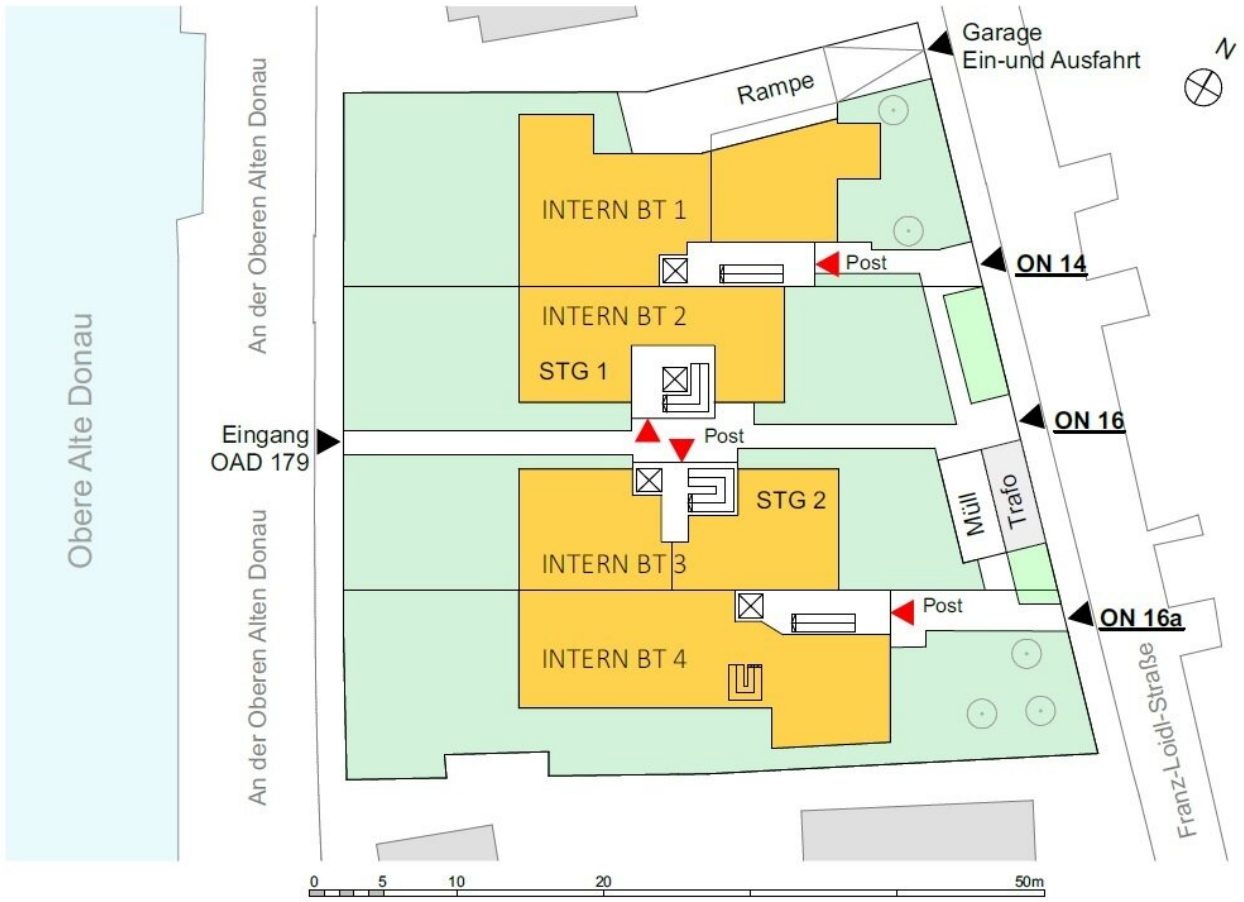 Garage
Ein-und Ausfahrt
N
Rampe
An der Oberen Alten Donau
INTERN BT 1
Post
ON 14
INTERN BT 2
STG 1
Obere Alte Donau
ON 16
Eingang
OAD 179
Post
STG 2
Müll
Trafo
An der Oberen Alten Donau
INTERN BT 3
Post
ON 16a
INTERN BT 4
Franz-Loidl-Straße
0 5 10 20 50m